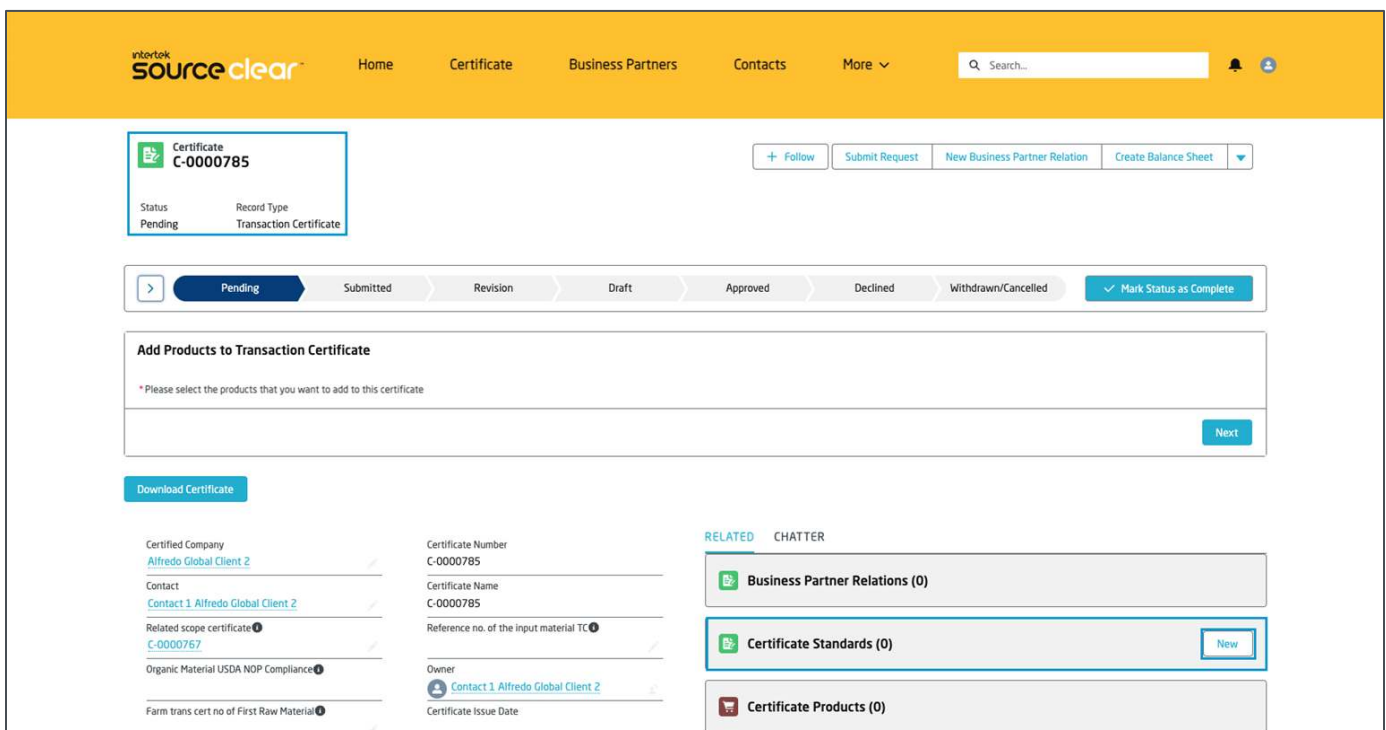 intertek
sourceclear
Home Certificate Business Partners Contacts More Search...
Certificate
C-0000785
Status Record Type
Pending Transaction Certificate
+ Follow Submit Request New Business Partner Relation Create Balance Sheet
Pending Submitted Revision Draft Approved Declined Withdrawn/Cancelled Mark Status as Complete
Add Products to Transaction Certificate
*Please select the products that you want to add to this certificate
Next
Download Certificate
Certified Company
Alfredo Global Client 2
Contact
Contact 1 Alfredo Global Client 2
Related scope certificate
C-0000767
Organic Material USDA NOP Compliance
Farm trans cert no of First Raw Material
Certificate Number
C-0000785
Certificate Name
C-0000785
Reference no. of the input material TC
Owner
Contact 1 Alfredo Global Client 2
Certificate Issue Date
RELATED CHATTER
Business Partner Relations (0)
Certificate Standards (0) New
Certificate Products (0)